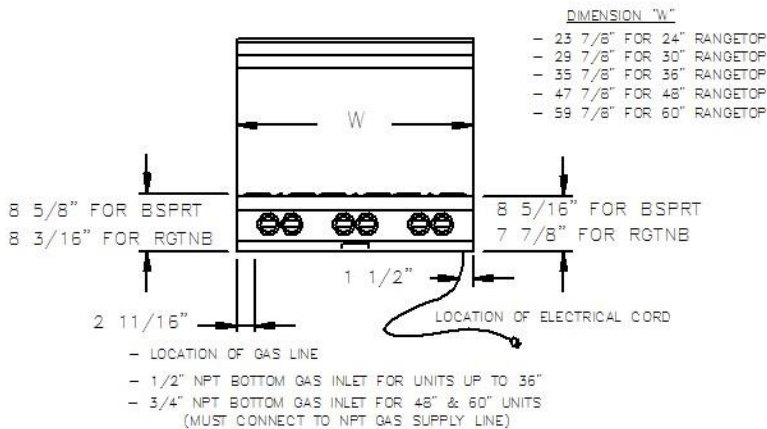 DIMENSION "W"
- 23 7/8" FOR 24" RANGETOP
- 29 7/8" FOR 30" RANGETOP
- 35 7/8" FOR 36" RANGETOP
- 47 7/8" FOR 48" RANGETOP
- 59 7/8" FOR 60" RANGETOP
W
8 5/8" FOR BSPRT
8 3/16" FOR RGTNB
8 5/16" FOR BSPRT
7 7/8" FOR RGTNB
1 1/2"
2 11/16"
LOCATION OF ELECTRICAL CORD
- LOCATION OF GAS LINE
- 1/2" NPT BOTTOM GAS INLET FOR UNITS UP TO 36"
- 3/4" NPT BOTTOM GAS INLET FOR 48" & 60" UNITS
(MUST CONNECT TO NPT GAS SUPPLY LINE)